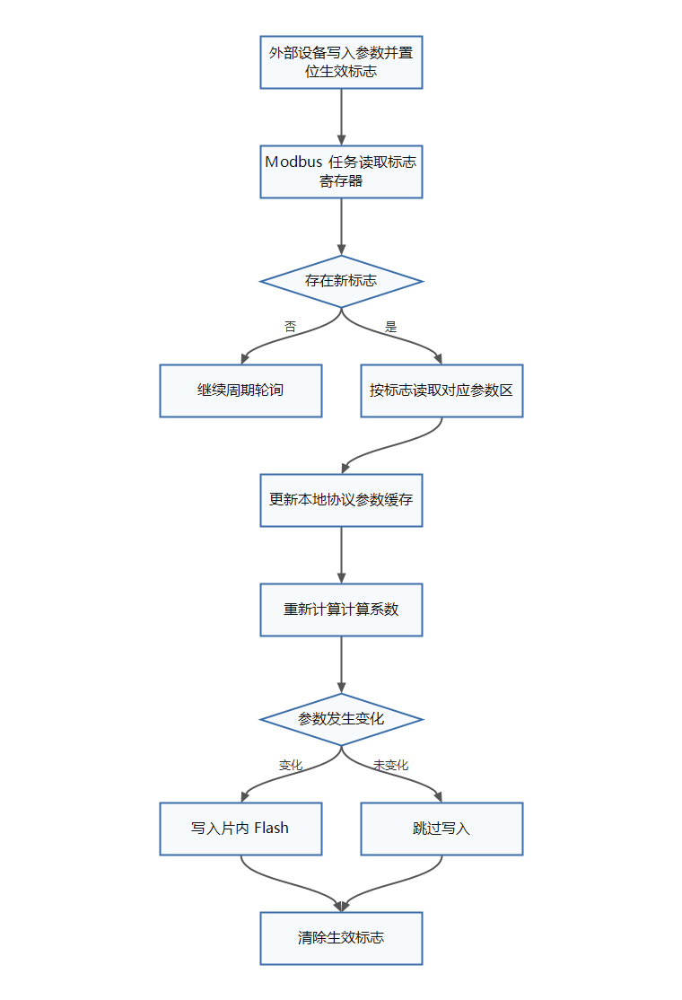 外部设备写入参数并置
位生效标志
Modbus 任务读取标志
寄存器
存在新标志
否
是
继续周期轮询
按标志读取对应参数区
更新本地协议参数缓存
重新计算计算系数
参数发生变化
变化
未变化
写入片内 Flash
跳过写入
清除生效标志